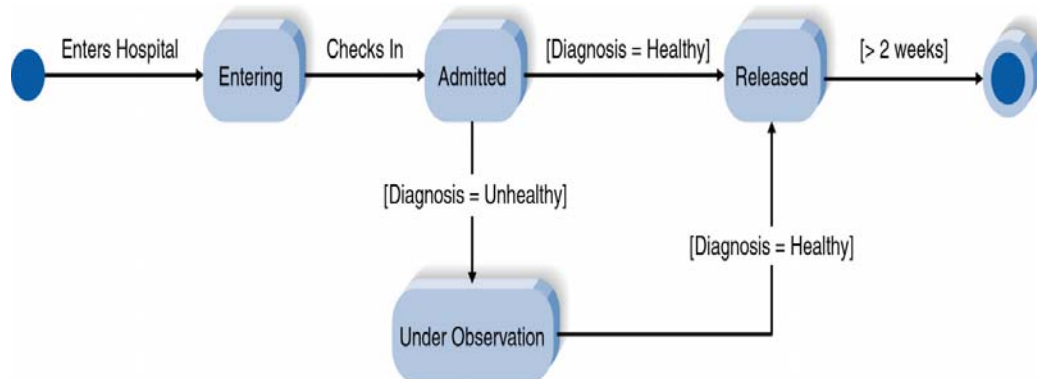 Enters Hospital
Entering
Checks In
Admitted
[Diagnosis = Healthy]
Released
[> 2 weeks]
[Diagnosis = Unhealthy]
[Diagnosis = Healthy]
Under Observation